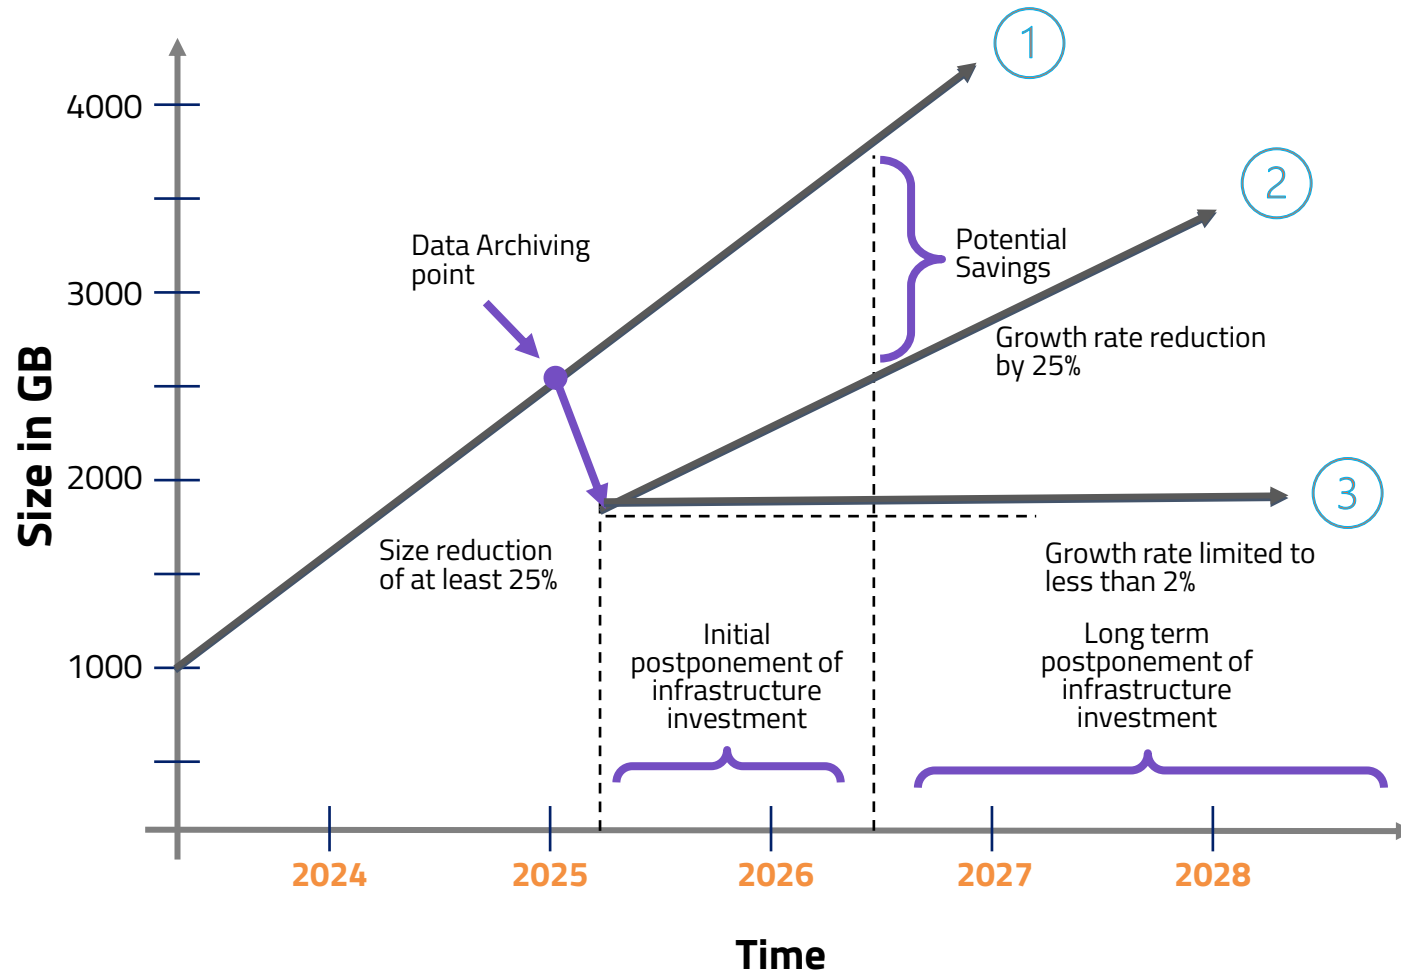 1
4000
2
Data Archiving
point
Potential
Savings
3000
Growth rate reduction
by 25%
Size in GB
2000
3
Size reduction
of at least 25%
Growth rate limited to
less than 2%
1000
Initial
postponement of
infrastructure
investment
Long term
postponement of
infrastructure
investment
2024
2025
2026
2027
2028
Time